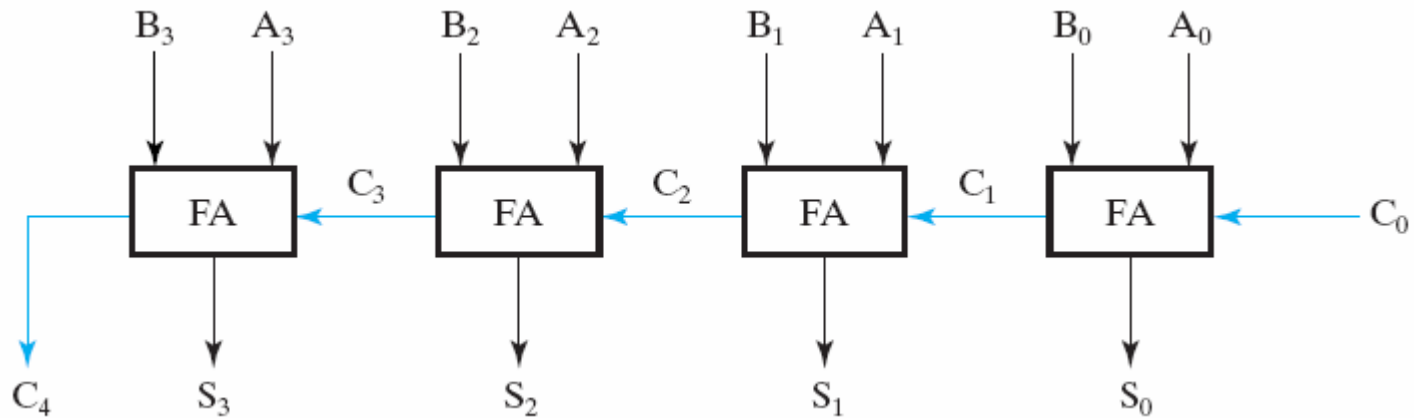 B₃ A₃ B₂ A₂ B₁ A₁ B₀ A₀
C₃ C₂ C₁
FA FA FA FA C₀
C₄ S₃ S₂ S₁ S₀